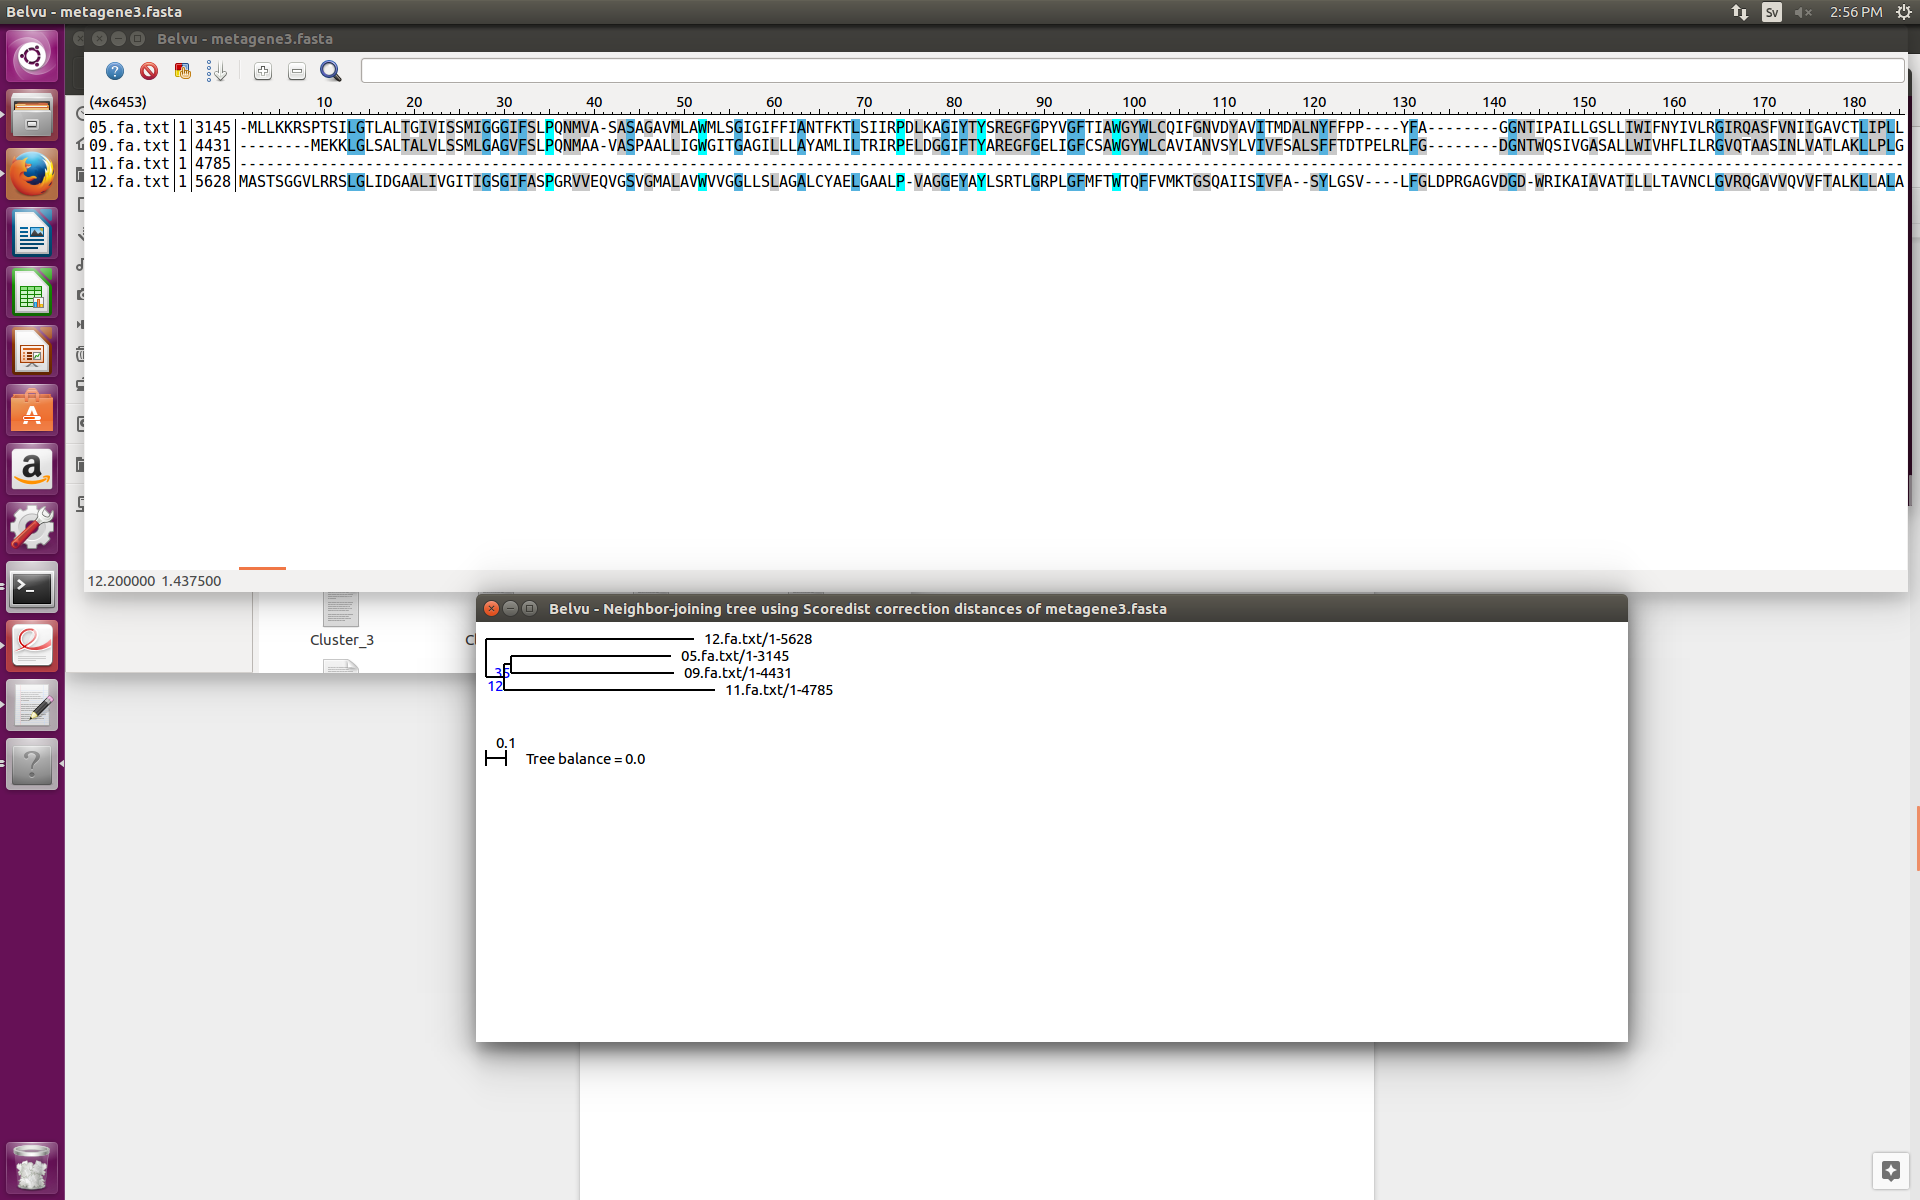 Belvu - metagene3.fasta
Sv
2:56 PM
Belvu - metagene3.fasta
(4x6453)
10 20 30 40 50 60 70 80 90 100 110 120 130 140 150 160 170 180
05.fa.txt 1 3145 -MLLKKRSPTSILGTLALTGIVISSMIGGGIFSLPQNMVA-SASAGAVMLAWMLSGIGIFFIANTFKTLSIIRPDLKAGIYTYSREGFGPYVGFTIAWGYWLCQIFGNVDYAVITMDALNYFFPP----YFA--------GGNTIPAILLGSLLIWIFNYIVLRGIRQASFVNIIGAVCTLIPLL
09.fa.txt 1 4431 --------MEKKLGLSALTALVLSSMLGAGVFSLPQNMAA-VASPAALLIGWGITGAGILLLAYAMLILTRIRPELDGGIFTYAREGFGELIGFCSAWGYWLCAVIANVSYLVIVFSALSFFTDTPELRLFG--------DGNTWQSIVGASALLWIVHFLILRGVQTAASINLVATLAKLLPLG
11.fa.txt 1 4785 -----------------------------------------------------------------------------------------------------------------------------------------------------------------------------------------
12.fa.txt 1 5628 MASTSGGVLRRSLGLIDGAALIVGITIGSGIFASPGRVVEQVGSVGMALAVWVVGGLLSLAGALCYAELGAALP-VAGGEYAYLSRTLGRPLGFMFTWTQFFVMKTGSQAIISIVFA--SYLGSV----LFGLDPRGAGVDGD-WRIKAIAVATILLLTAVNCLGVRQGAVVQVVFTALKLLALA
12.200000 1.437500
Cluster_3
Belvu - Neighbor-joining tree using Scoredist correction distances of metagene3.fasta
12.fa.txt/1-5628
05.fa.txt/1-3145
35
09.fa.txt/1-4431
12
11.fa.txt/1-4785
0.1
Tree balance = 0.0